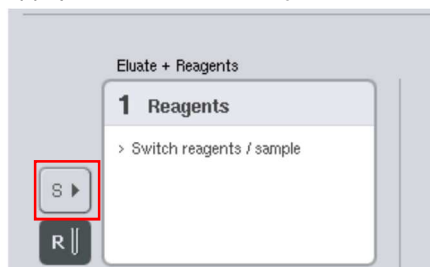 Eluate + Reagents
1 Reagents
> Switch reagents / sample
S
R